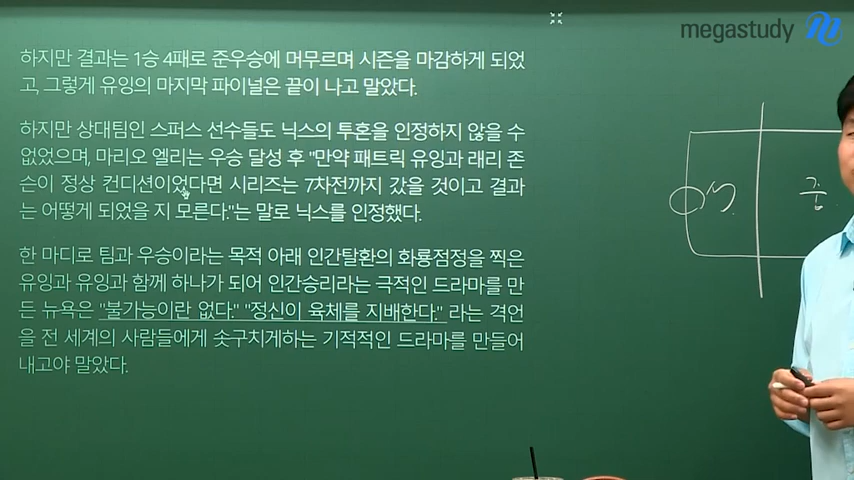 megastudy
하지만 결과는 1승 4패로 준우승에 머무르며 시즌을 마감하게 되었
고, 그렇게 유잉의 마지막 파이널은 끝이 나고 말았다.
하지만 상대팀인 스퍼스 선수들도 닉스의 투혼을 인정하지 않을 수
없었으며, 마리오 엘리는 우승 달성 후 "만약 패트릭 유잉과 래리 존
슨이 정상 컨디션이었다면 시리즈는 7차전까지 갔을 것이고 결과
는 어떻게 되었을 지 모른다."는 말로 닉스를 인정했다.
한 마디로 팀과 우승이라는 목적 아래 인간탈환의 화룡점정을 찍은
유잉과 유잉과 함께 하나가 되어 인간승리라는 극적인 드라마를 만
든 뉴욕은 "불가능이란 없다." "정신이 육체를 지배한다." 라는 격언
을 전 세계의 사람들에게 솟구치게하는 기적적인 드라마를 만들어
내고야 말았다.